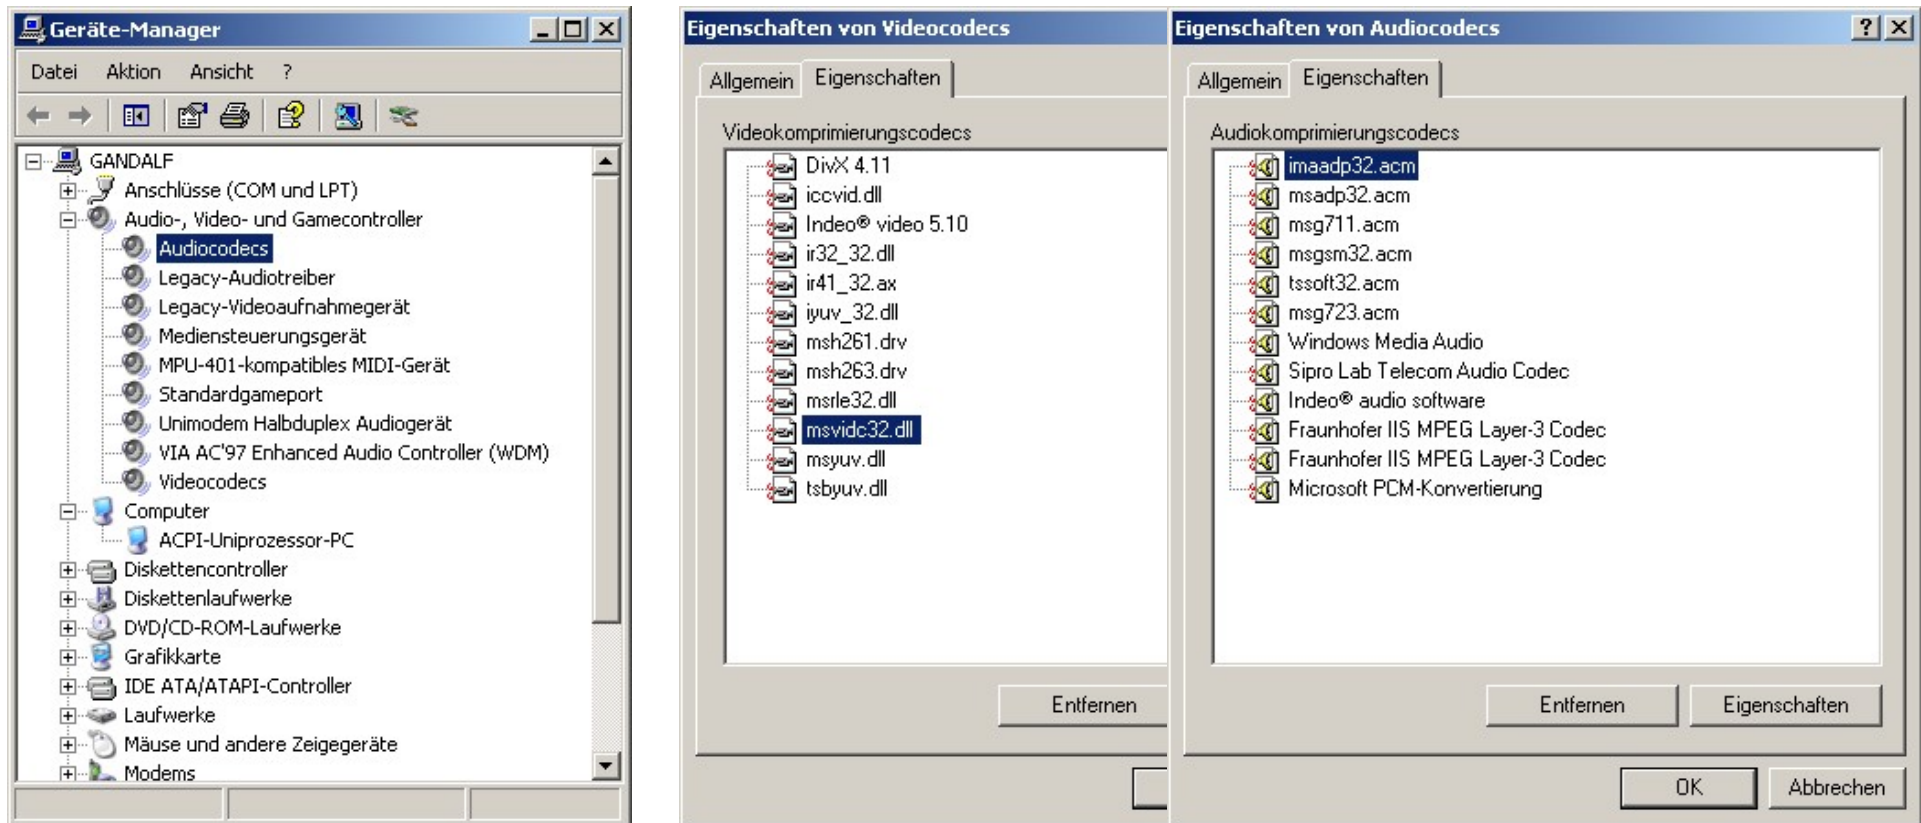 Geräte-Manager
Datei Aktion Ansicht ?
GANDALF
Anschlüsse (COM und LPT)
Audio-, Video- und Gamecontroller
Audiocodecs
Legacy-Audiotreiber
Legacy-Videoaufnahmegerät
Mediensteuerungsgerät
MPU-401-kompatibles MIDI-Gerät
Standardgameport
Unimodem Halbduplex Audiogerät
VIA AC'97 Enhanced Audio Controller (WDM)
Videocodecs
Computer
ACPI-Uniprozessor-PC
Diskettencontroller
Diskettenlaufwerke
DVD/CD-ROM-Laufwerke
Grafikkarte
IDE ATA/ATAPI-Controller
Laufwerke
Mäuse und andere Zeigegeräte
Modems
Eigenschaften von Videocodecs
Allgemein Eigenschaften
Videokomprimierungscodecs
DivX 4.11
iccvid.dll
Indeo® video 5.10
ir32_32.dll
ir41_32.ax
iyuv_32.dll
msh261.drv
msh263.drv
msrle32.dll
msvidc32.dll
msyuv.dll
tsbyuv.dll
Entfernen
Eigenschaften von Audiocodecs
Allgemein Eigenschaften
Audiokomprimierungscodecs
imaadp32.acm
msadp32.acm
msg711.acm
msgsm32.acm
tssoft32.acm
msg723.acm
Windows Media Audio
Sipro Lab Telecom Audio Codec
Indeo® audio software
Fraunhofer IIS MPEG Layer-3 Codec
Fraunhofer IIS MPEG Layer-3 Codec
Microsoft PCM-Konvertierung
Entfernen Eigenschaften
OK Abbrechen